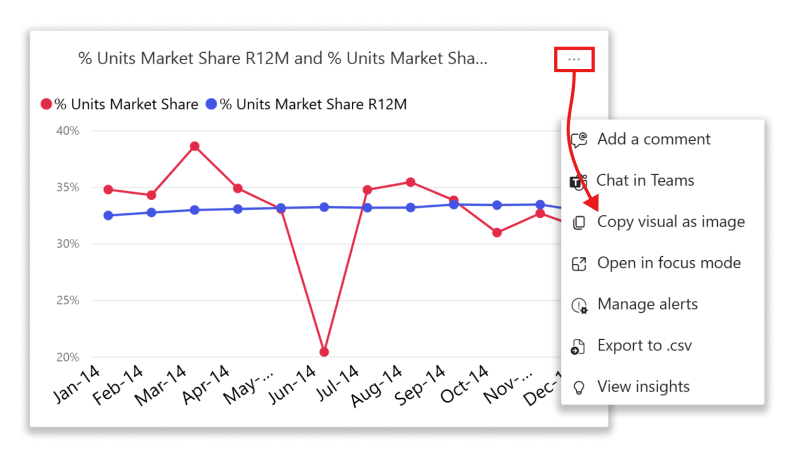 % Units Market Share R12M and % Units Market Sha...
...
% Units Market Share % Units Market Share R12M
40%
35%
30%
25%
20%
Jan-14
Feb-14
Mar-14
Apr-14
May-...
Jun-14
Jul-14
Aug-14
Sep-14
Oct-14
Nov-...
Dec-1
Add a comment
Chat in Teams
Copy visual as image
Open in focus mode
Manage alerts
Export to .csv
View insights